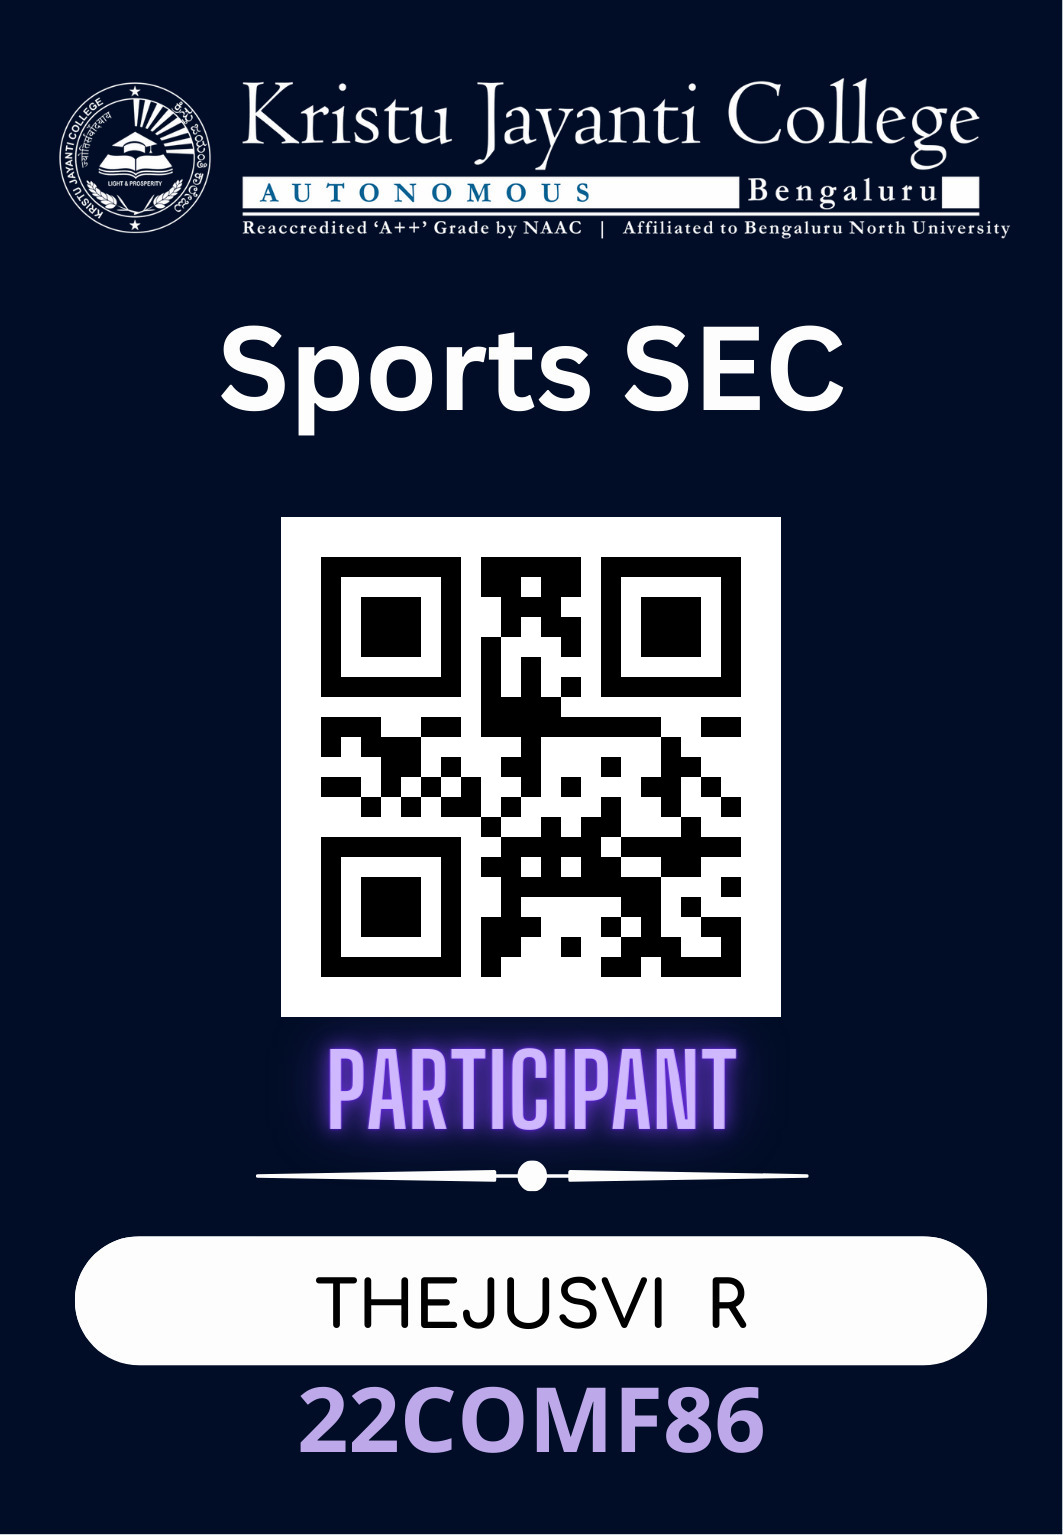 Kristu Jayanti College
AUTONOMOUS Bengaluru
Reaccredited ‘A++’ Grade by NAAC | Affiliated to Bengaluru North University
KRISTU JAYANTI COLLEGE
LIGHT & PROSPERITY
Sports SEC
PARTICIPANT
THEJUSVI R
22COMF86